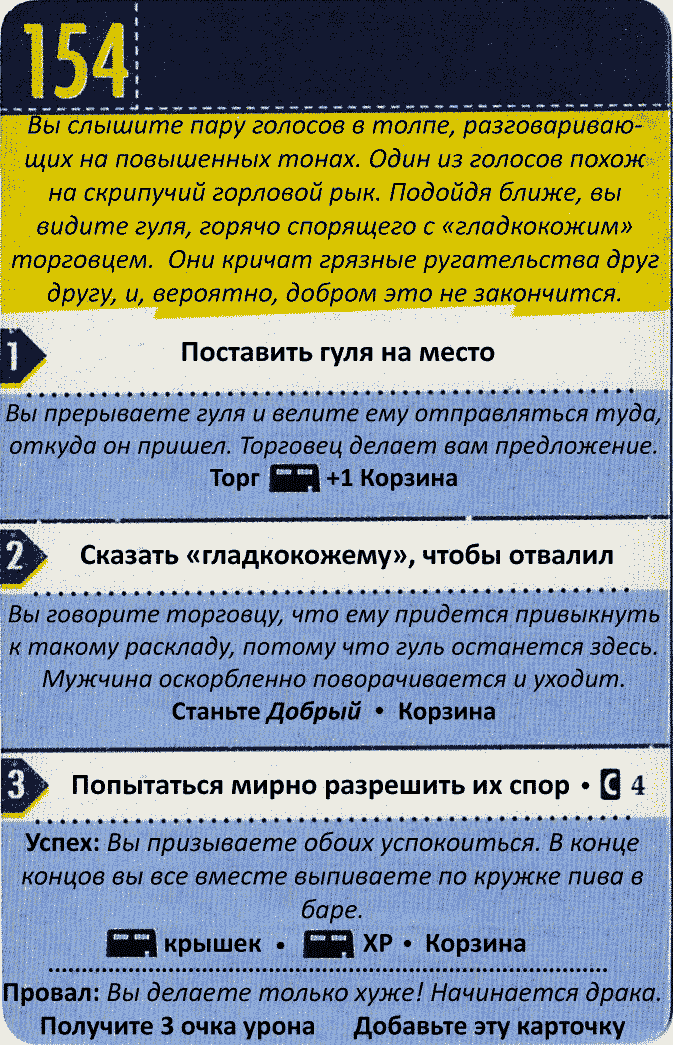 154
Вы слышите пару голосов в толпе, разговариваю-
щих на повышенных тонах. Один из голосов похож
на скрипучий горловой рык. Подойдя ближе, вы
видите гуля, горячо спорящего с «гладкокожим»
торговцем. Они кричат грязные ругательства друг
другу, и, вероятно, добром это не закончится.
1 Поставить гуля на место
Вы прерываете гуля и велите ему отправляться туда,
откуда он пришел. Торговец делает вам предложение.
Торг +1 Корзина
2 Сказать «гладкокожему», чтобы отвалил
Вы говорите торговцу, что ему придется привыкнуть
к такому раскладу, потому что гуль останется здесь.
Мужчина оскорбленно поворачивается и уходит.
Станьте Добрый • Корзина
3 Попытаться мирно разрешить их спор • C 4
Успех: Вы призываете обоих успокоиться. В конце
концов вы все вместе выпиваете по кружке пива в
баре.
крышек • XP • Корзина
Провал: Вы делаете только хуже! Начинается драка.
Получите 3 очка урона Добавьте эту карточку